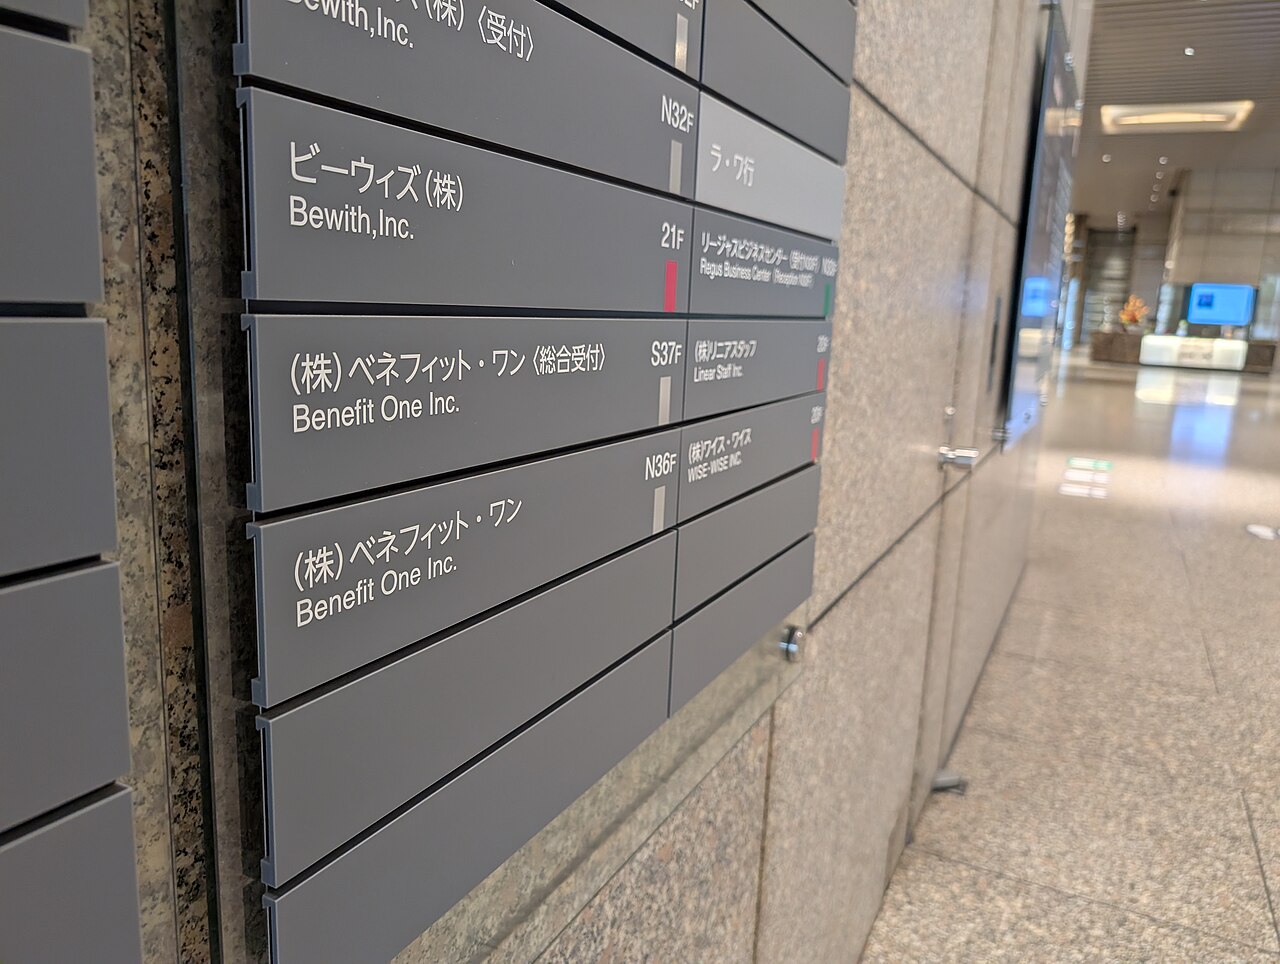 ズ(株)〈受付〉
Bewith,Inc.
N32F
ビーウィズ(株)
Bewith,Inc.
21F
(株)ベネフィット・ワン〈総合受付〉
Benefit One Inc.
S37F
(株)ベネフィット・ワン
Benefit One Inc.
N36F
ラ・ワ行
リージャスビジネスセンター
Regus Business Center
(株)リニアスタッフ
Linear Staff Inc.
(株)ワイス・ワイス
WISE・WISE INC.